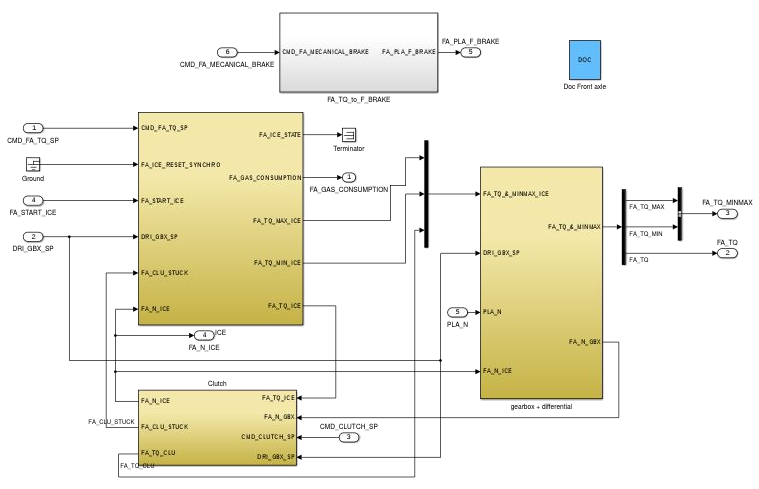 6
CMD_FA_MECANICAL_BRAKE
CMD_FA_MECANICAL_BRAKE
FA_PLA_F_BRAKE
FA_PLA_F_BRAKE
5
FA_TQ_to_F_BRAKE
DOC
Doc Front axle
1
CMD_FA_TQ_SP
Ground
4
FA_START_ICE
2
DRI_GBX_SP
CMD_FA_TQ_SP
FA_ICE_RESET_SYNCHRO
FA_START_ICE
DRI_GBX_SP
FA_CLU_STUCK
FA_N_ICE
FA_ICE_STATE
FA_GAS_CONSUMPTION
FA_TQ_MAX_ICE
FA_TQ_MIN_ICE
FA_TQ_ICE
Terminator
1
FA_GAS_CONSUMPTION
ICE
4
FA_N_ICE
FA_TQ_&_MINMAX_ICE
DRI_GBX_SP
PLA_N
FA_N_ICE
FA_TQ_&_MINMAX
FA_N_GBX
5
PLA_N
gearbox + differential
FA_TQ_MAX
FA_TQ_MIN
FA_TQ
FA_TQ_MINMAX
3
FA_TQ
2
Clutch
FA_N_ICE
FA_CLU_STUCK
FA_TQ_CLU
FA_TQ_ICE
FA_N_GBX
CMD_CLUTCH_SP
DRI_GBX_SP
FA_CLU_STUCK
FA_TQ_CLU
CMD_CLUTCH_SP
3